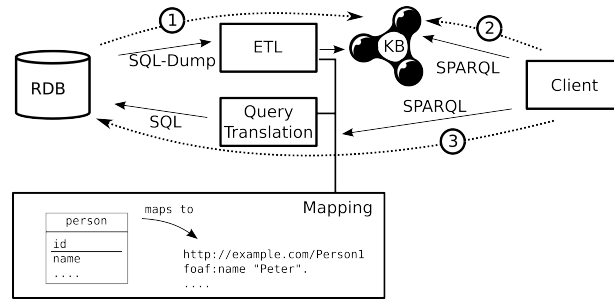 1
2
ETL
KB
SQL-Dump
RDB
SPARQL
Client
Query
Translation
SPARQL
SQL
3
Mapping
person
id
name
....
maps to
http://example.com/Person1
foaf:name "Peter".
....